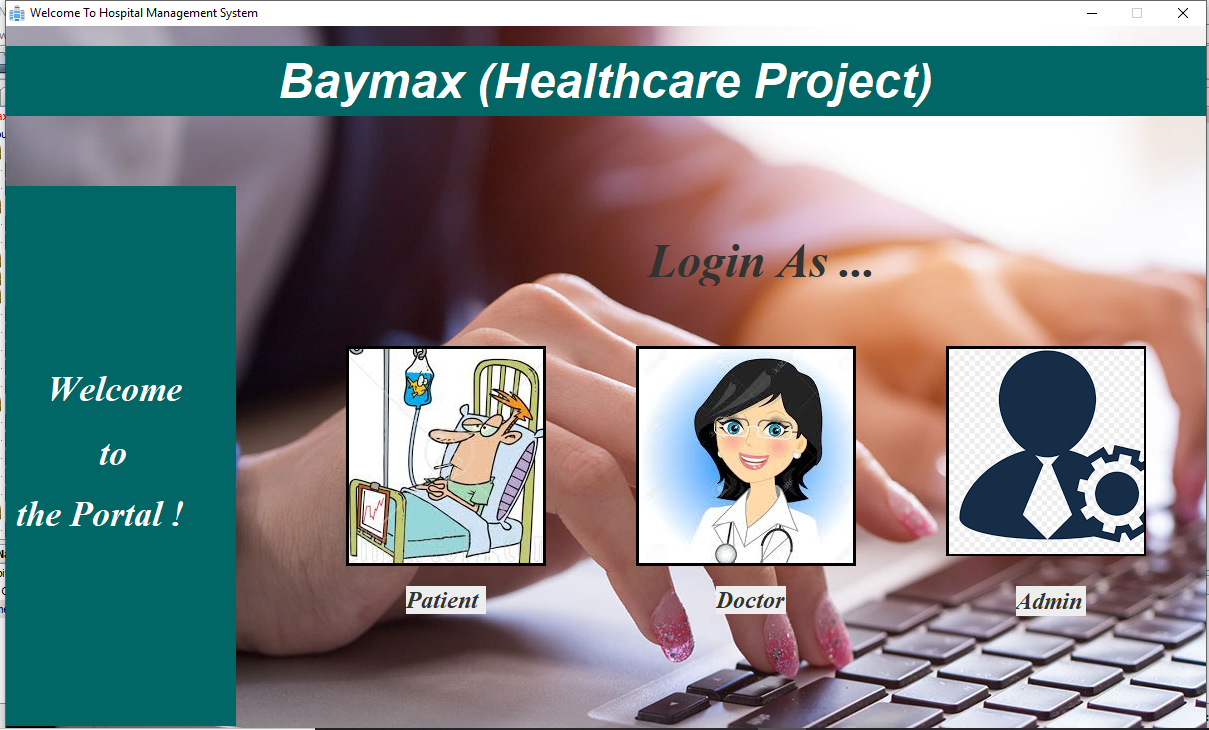 Welcome To Hospital Management System
Baymax (Healthcare Project)
Login As ...
Welcome
to
the Portal !
Patient
Doctor
Admin